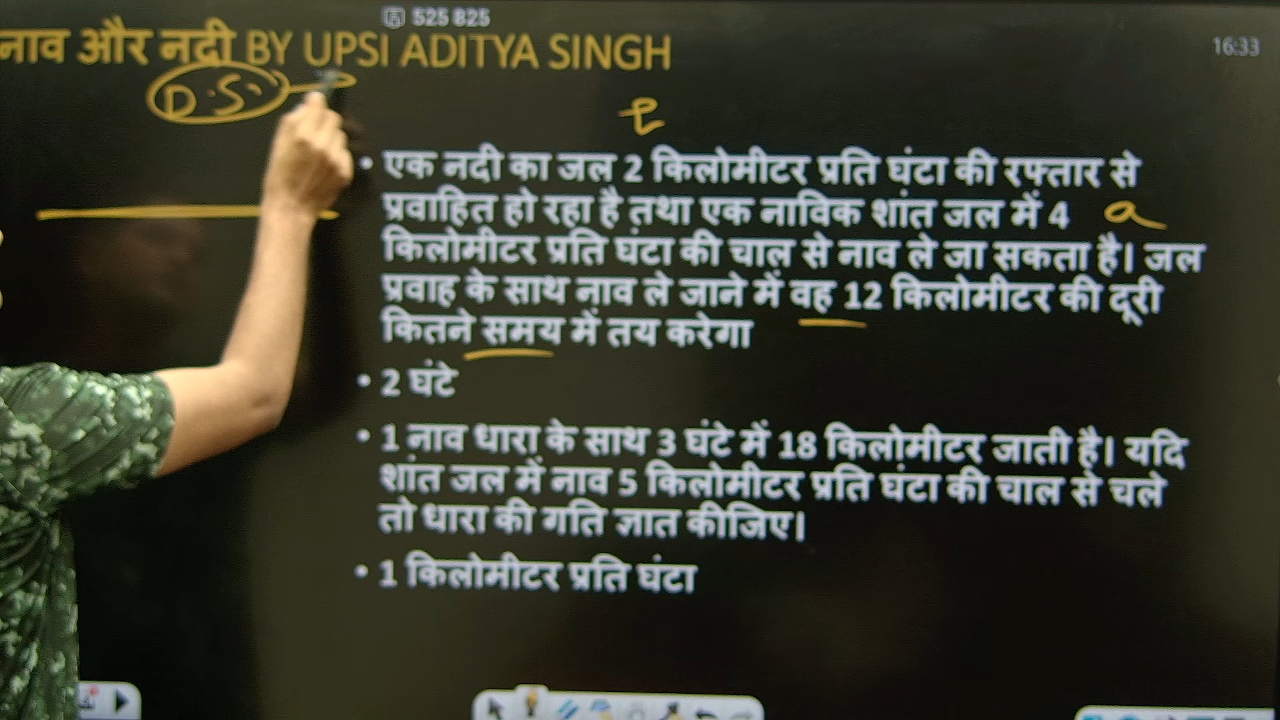 525 825
16:33
नाव और नदी BY UPSI ADITYA SINGH
D.S.
• एक नदी का जल 2 किलोमीटर प्रति घंटा की रफ्तार से
प्रवाहित हो रहा है तथा एक नाविक शांत जल में 4
किलोमीटर प्रति घंटा की चाल से नाव ले जा सकता है। जल
प्रवाह के साथ नाव ले जाने में वह 12 किलोमीटर की दूरी
कितने समय में तय करेगा
• 2 घंटे
• 1 नाव धारा के साथ 3 घंटे में 18 किलोमीटर जाती है। यदि
शांत जल में नाव 5 किलोमीटर प्रति घंटा की चाल से चले
तो धारा की गति ज्ञात कीजिए।
• 1 किलोमीटर प्रति घंटा